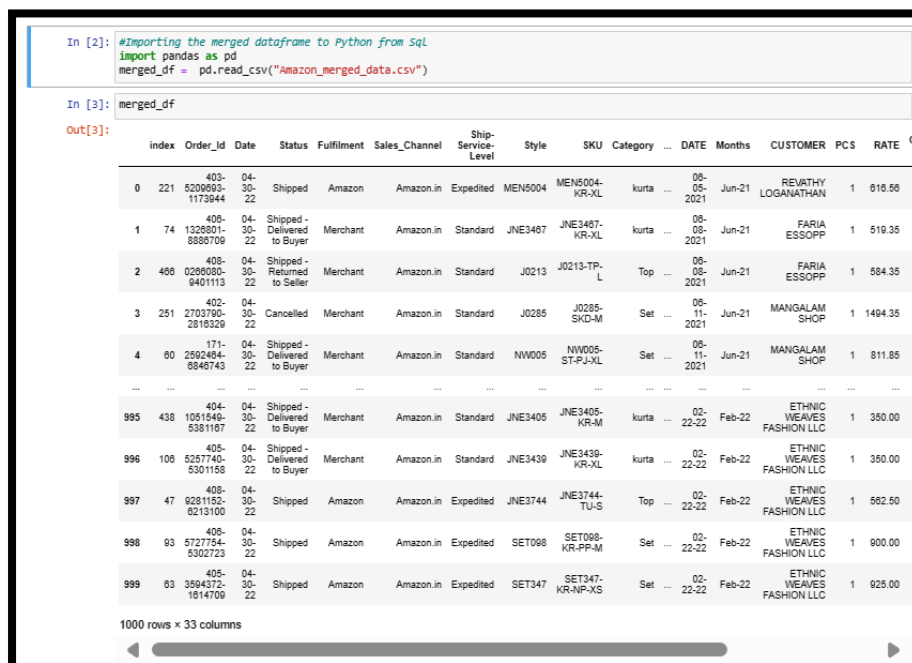 In [2]: #Importing the merged dataframe to Python from Sql
import pandas as pd
merged_df = pd.read_csv("Amazon_merged_data.csv")
In [3]: merged_df
Out[3]:
index Order_Id Date Status Fulfilment Sales_Channel Ship-Service-Level Style SKU Category ... DATE Months CUSTOMER PCS RATE
0 221 403-5209693-1173944 04-30-22 Shipped Amazon Amazon.in Expedited MEN5004 MEN5004-KR-XL kurta ... 06-05-2021 Jun-21 REVATHY LOGANATHAN 1 616.56
1 74 406-1326801-8886709 04-30-22 Shipped - Delivered to Buyer Merchant Amazon.in Standard JNE3467 JNE3467-KR-XL kurta ... 06-08-2021 Jun-21 FARIA ESSOPP 1 519.35
2 466 408-0266080-9401113 04-30-22 Shipped - Returned to Seller Merchant Amazon.in Standard J0213 J0213-TP-L Top ... 06-08-2021 Jun-21 FARIA ESSOPP 1 584.35
3 251 402-2703790-2816329 04-30-22 Cancelled Merchant Amazon.in Standard J0285 J0285-SKD-M Set ... 06-11-2021 Jun-21 MANGALAM SHOP 1 1494.35
4 60 171-2592464-6846743 04-30-22 Shipped - Delivered to Buyer Merchant Amazon.in Standard NW005 NW005-ST-PJ-XL Set ... 06-11-2021 Jun-21 MANGALAM SHOP 1 811.85
... ... ... ... ... ... ... ... ... ... ... ... ... ... ... ... ...
995 438 404-1051549-5381167 04-30-22 Shipped - Delivered to Buyer Merchant Amazon.in Standard JNE3405 JNE3405-KR-M kurta ... 02-22-22 Feb-22 ETHNIC WEAVES FASHION LLC 1 350.00
996 106 405-5257740-5301158 04-30-22 Shipped - Delivered to Buyer Merchant Amazon.in Standard JNE3439 JNE3439-KR-XL kurta ... 02-22-22 Feb-22 ETHNIC WEAVES FASHION LLC 1 350.00
997 47 408-9281152-6213100 04-30-22 Shipped Amazon Amazon.in Expedited JNE3744 JNE3744-TU-S Top ... 02-22-22 Feb-22 ETHNIC WEAVES FASHION LLC 1 562.50
998 93 406-5727754-5302723 04-30-22 Shipped Amazon Amazon.in Expedited SET098 SET098-KR-PP-M Set ... 02-22-22 Feb-22 ETHNIC WEAVES FASHION LLC 1 900.00
999 63 405-3594372-1614709 04-30-22 Shipped Amazon Amazon.in Expedited SET347 SET347-KR-NP-XS Set ... 02-22-22 Feb-22 ETHNIC WEAVES FASHION LLC 1 925.00
1000 rows × 33 columns